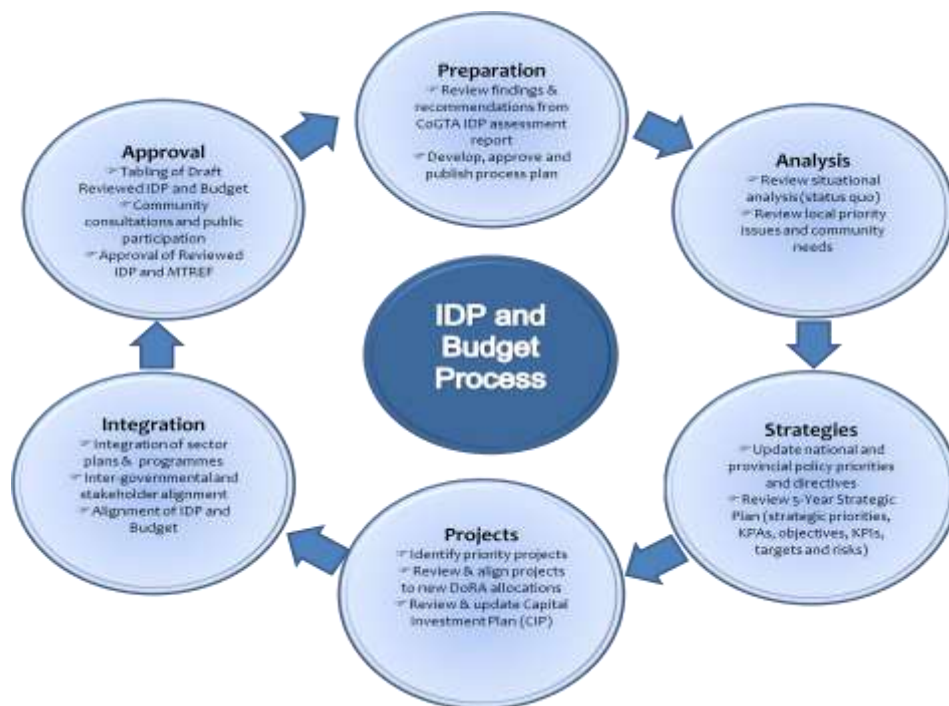 Preparation
☞ Review findings &
recommendations from
CoGTA IDP assessment
report
☞ Develop, approve and
publish process plan
Analysis
☞ Review situational
analysis (status quo)
☞ Review local priority
issues and community
needs
Strategies
☞ Update national and
provincial policy priorities
and directives
☞ Review 5-Year Strategic
Plan (strategic priorities,
KPAs, objectives, KPIs,
targets and risks)
Projects
☞ Identify priority projects
☞ Review & align projects
to new DoRA allocations
☞ Review & update Capital
Investment Plan (CIP)
Integration
☞ Integration of sector
plans & programmes
☞ Inter-governmental and
stakeholder alignment
☞ Alignment of IDP and
Budget
Approval
☞ Tabling of Draft
Reviewed IDP and Budget
☞ Community
consultations and public
participation
☞ Approval of Reviewed
IDP and MTREF
IDP and
Budget
Process